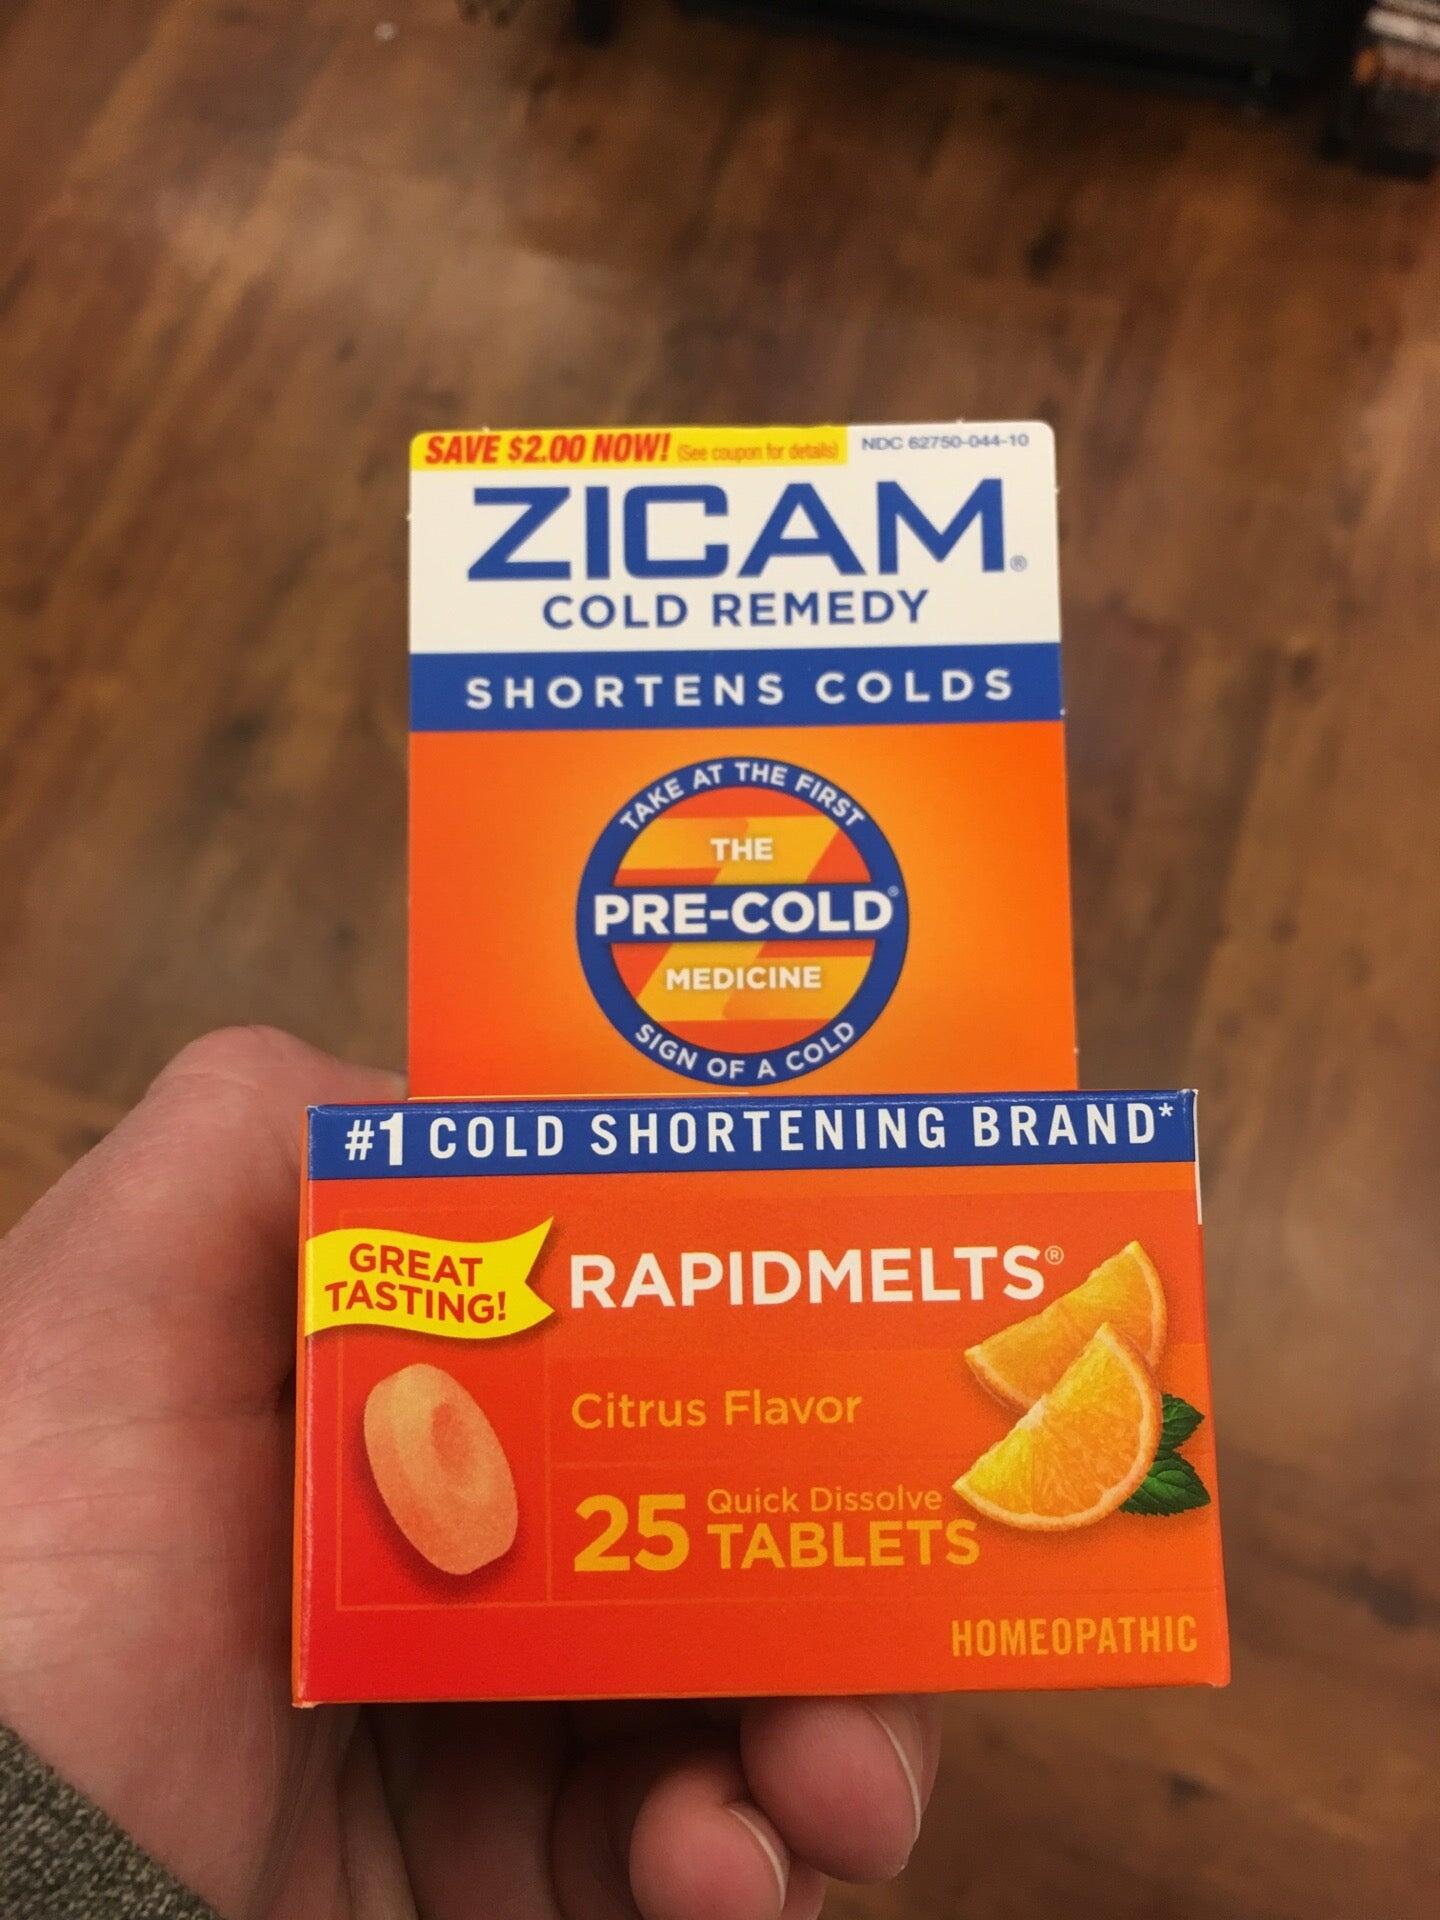 SAVE $2.00 NOW! (See coupon for details) NDC 62750-044-10
ZICAM®
COLD REMEDY
SHORTENS COLDS
TAKE AT THE FIRST
THE
PRE-COLD®
MEDICINE
SIGN OF A COLD
#1 COLD SHORTENING BRAND*
GREAT
TASTING!
RAPIDMELTS®
Citrus Flavor
25 Quick Dissolve
TABLETS
HOMEOPATHIC